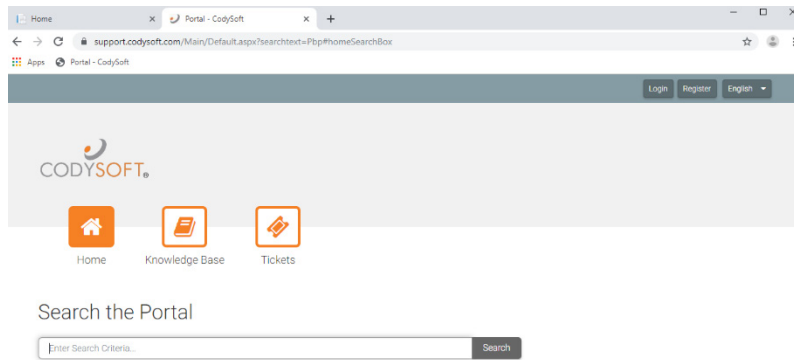 Home
Portal - CodySoft
support.codysoft.com/Main/Default.aspx?searchtext=Pbp#homeSearchBox
Apps
Portal - CodySoft
Login
Register
English
CODYSOFT®
Home
Knowledge Base
Tickets
Search the Portal
Enter Search Criteria...
Search